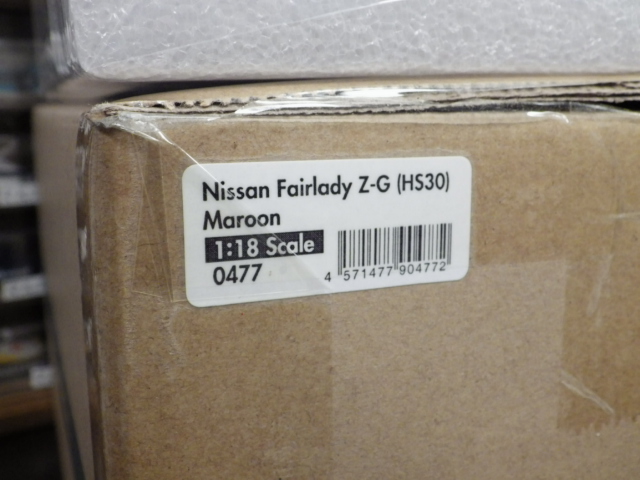 Nissan Fairlady Z-G (HS30)
Maroon
1:18 Scale
0477
4 571477 904772